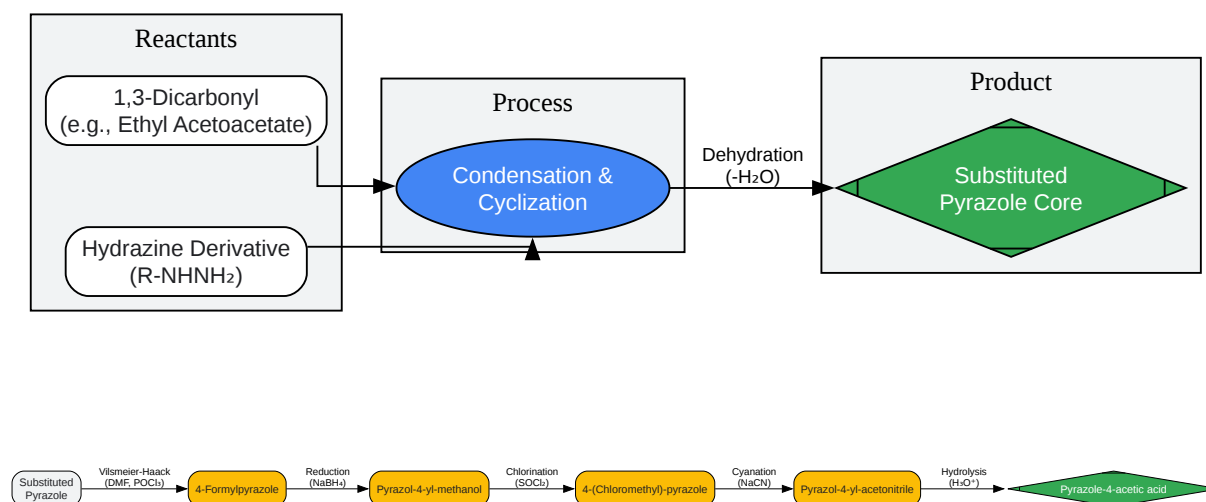 Reactants
1,3-Dicarbonyl
(e.g., Ethyl Acetoacetate)
Hydrazine Derivative
(R-NHNH₂)
Process
Condensation &
Cyclization
Dehydration
(-H₂O)
Product
Substituted
Pyrazole Core
Substituted
Pyrazole
Vilsmeier-Haack
(DMF, POCl₃)
4-Formylpyrazole
Reduction
(NaBH₄)
Pyrazol-4-yl-methanol
Chlorination
(SOCl₂)
4-(Chloromethyl)-pyrazole
Cyanation
(NaCN)
Pyrazol-4-yl-acetonitrile
Hydrolysis
(H₃O⁺)
Pyrazole-4-acetic acid